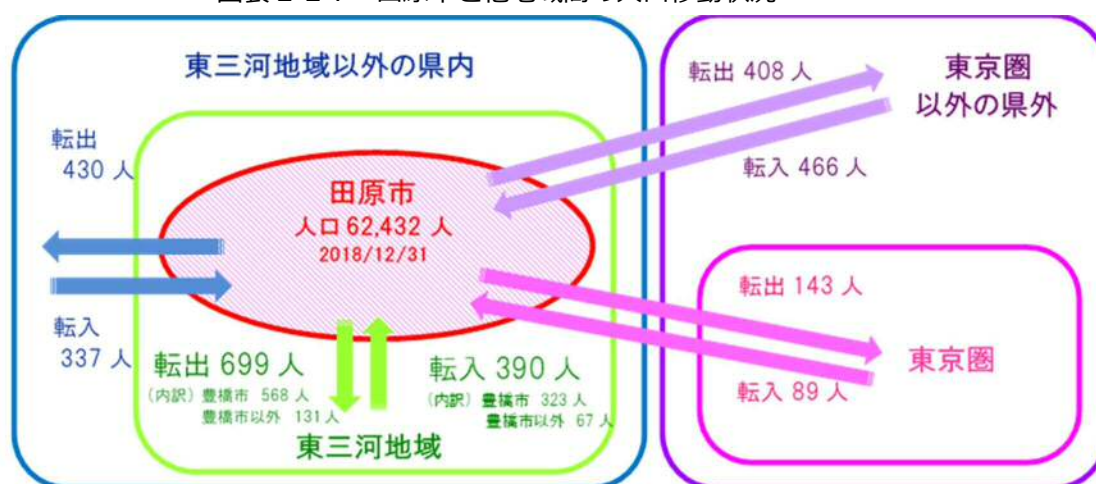 東三河地域以外の県内
転出
430 人
田原市
人口 62,432 人
2018/12/31
転入
337 人
転出 699 人
(内訳) 豊橋市 568 人
豊橋市以外 131 人
転入 390 人
(内訳) 豊橋市 323 人
豊橋市以外 67 人
東三河地域
転出 408 人
東京圏
以外の県外
転入 466 人
転出 143 人
東京圏
転入 89 人